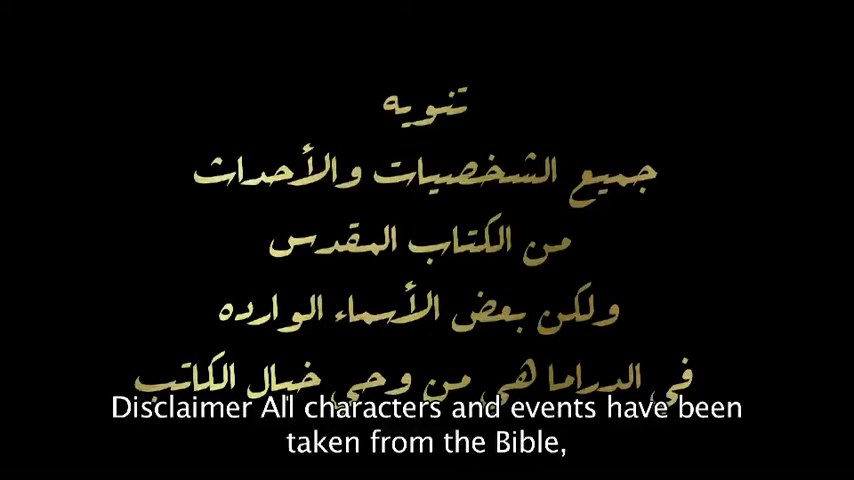 تنويه
جميع الشخصيات والأحداث
من الكتاب المقدس
ولكن بعض الأسماء الوارده
في الدراما هي من وحي خيال الكاتب
Disclaimer All characters and events have been
taken from the Bible,